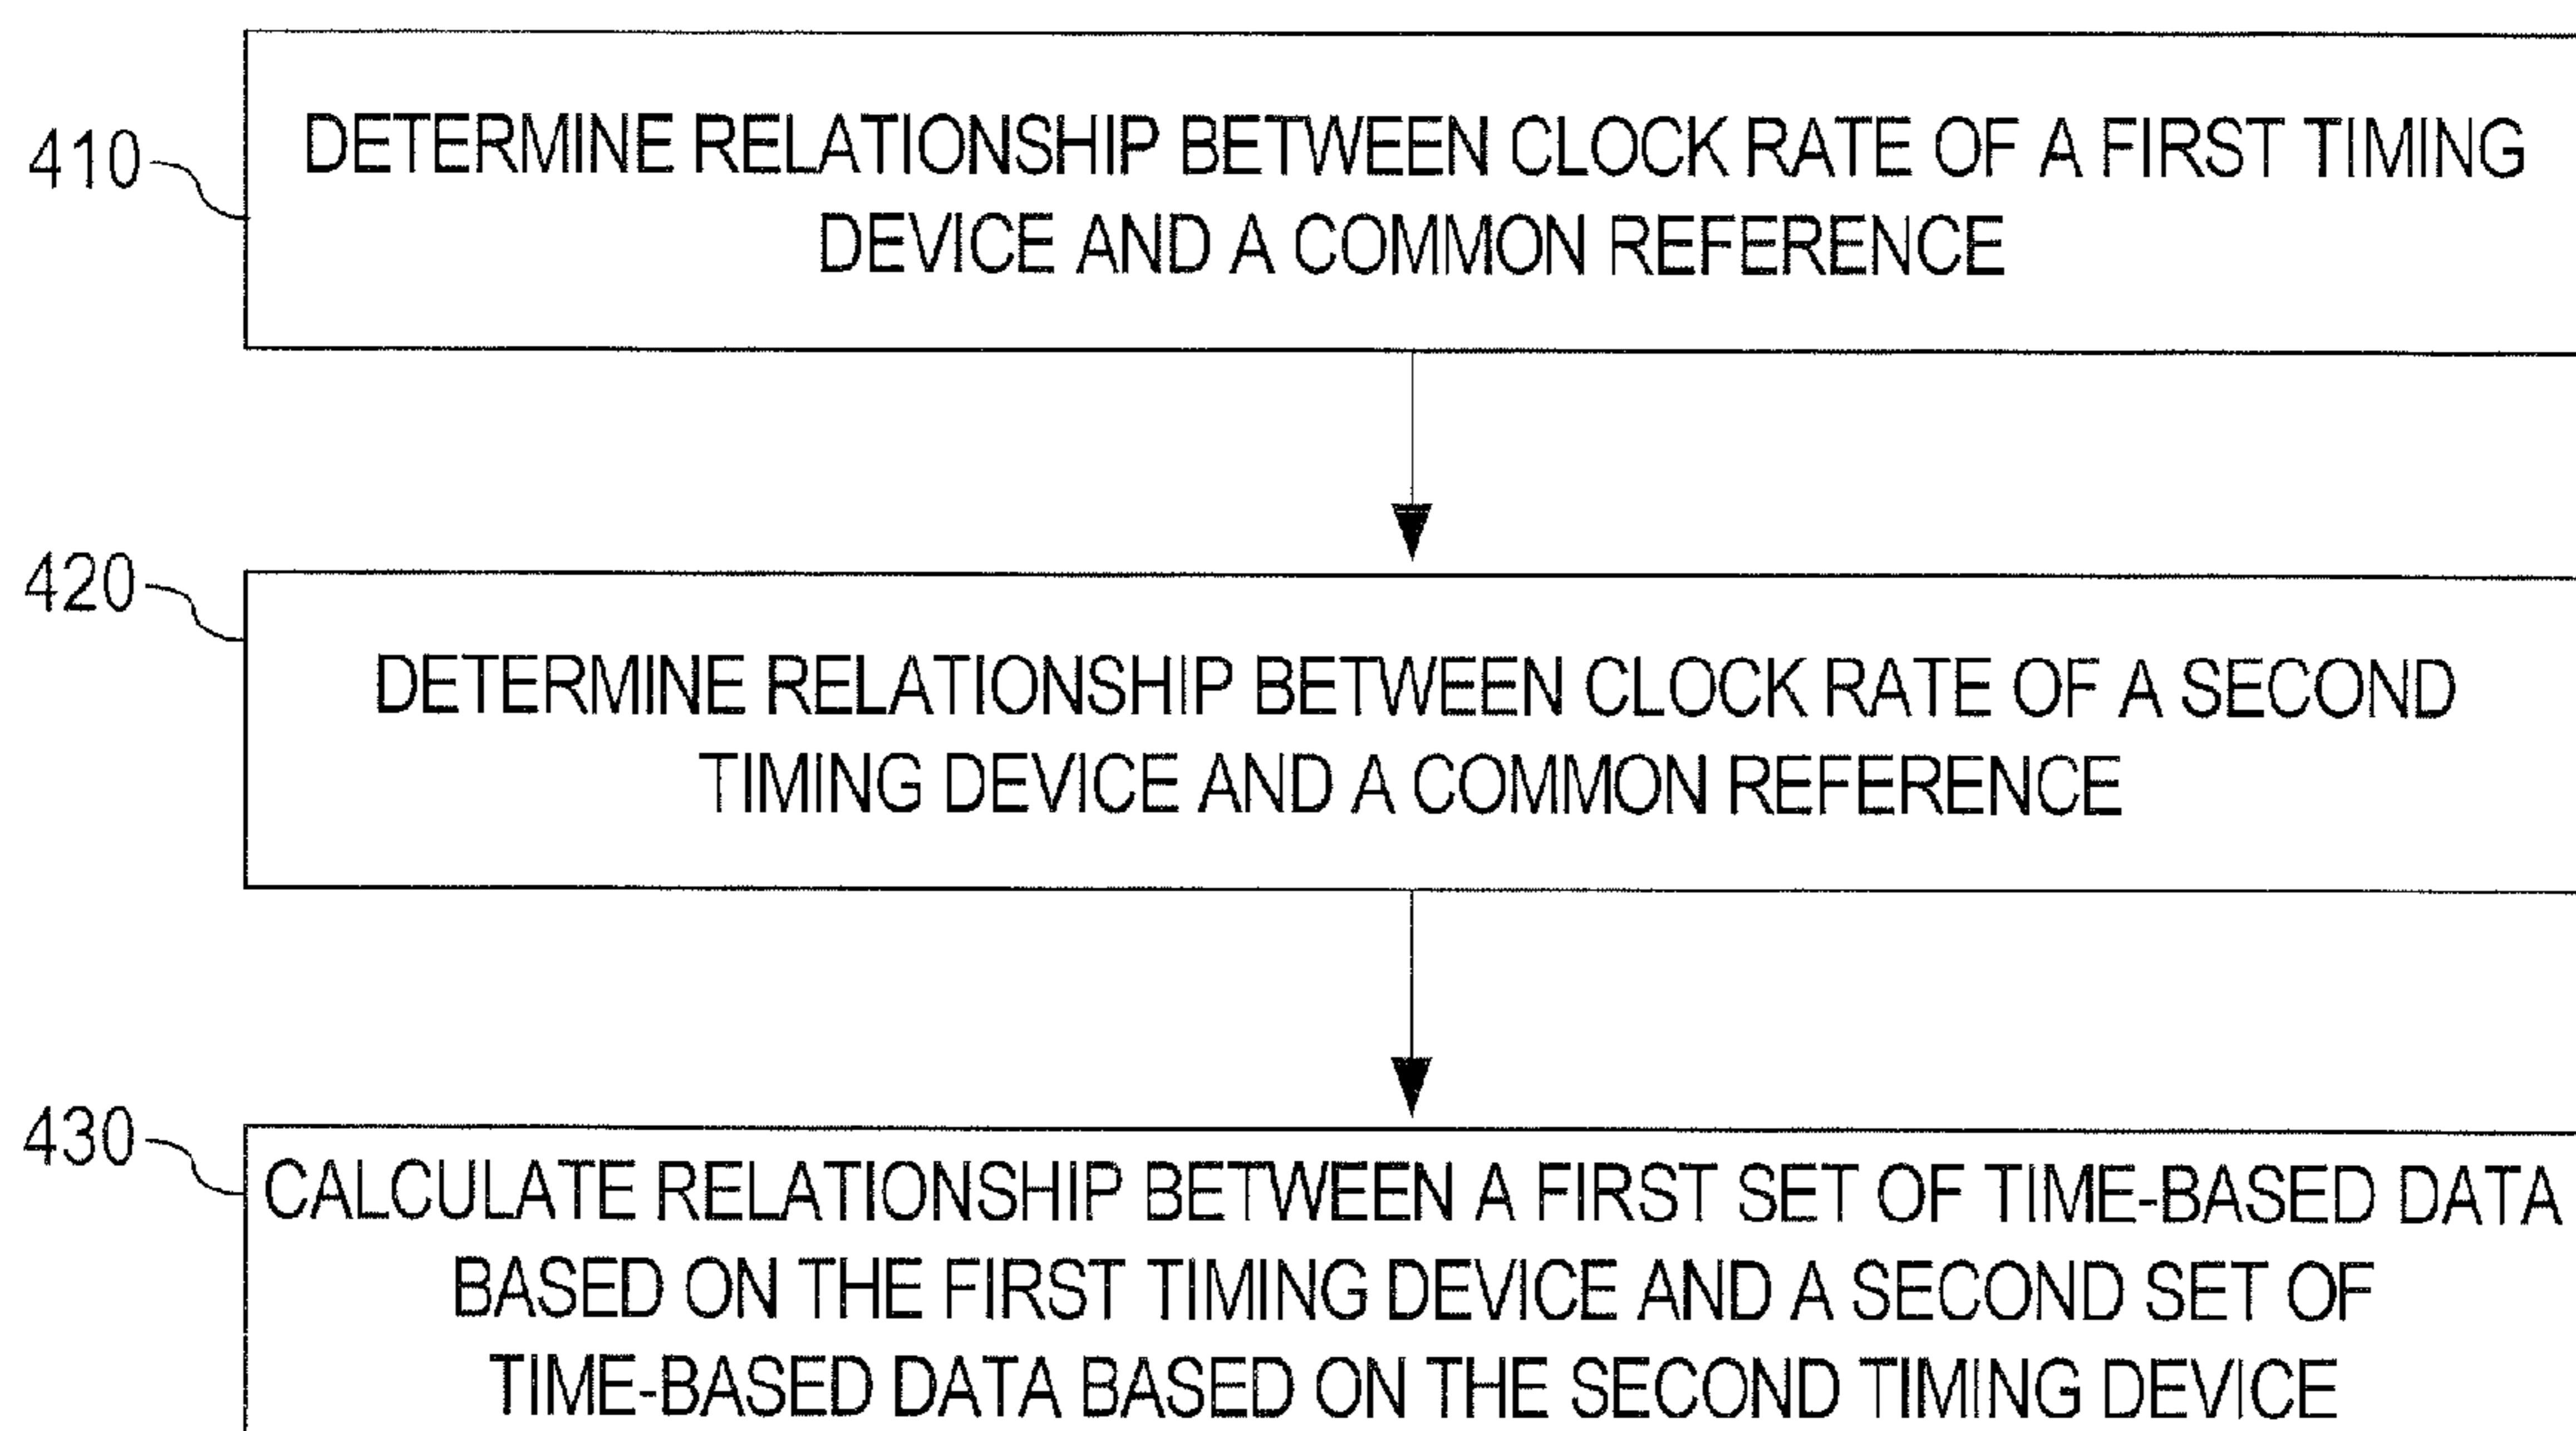 410
DETERMINE RELATIONSHIP BETWEEN CLOCK RATE OF A FIRST TIMING
DEVICE AND A COMMON REFERENCE
420
DETERMINE RELATIONSHIP BETWEEN CLOCK RATE OF A SECOND
TIMING DEVICE AND A COMMON REFERENCE
430
CALCULATE RELATIONSHIP BETWEEN A FIRST SET OF TIME-BASED DATA
BASED ON THE FIRST TIMING DEVICE AND A SECOND SET OF
TIME-BASED DATA BASED ON THE SECOND TIMING DEVICE